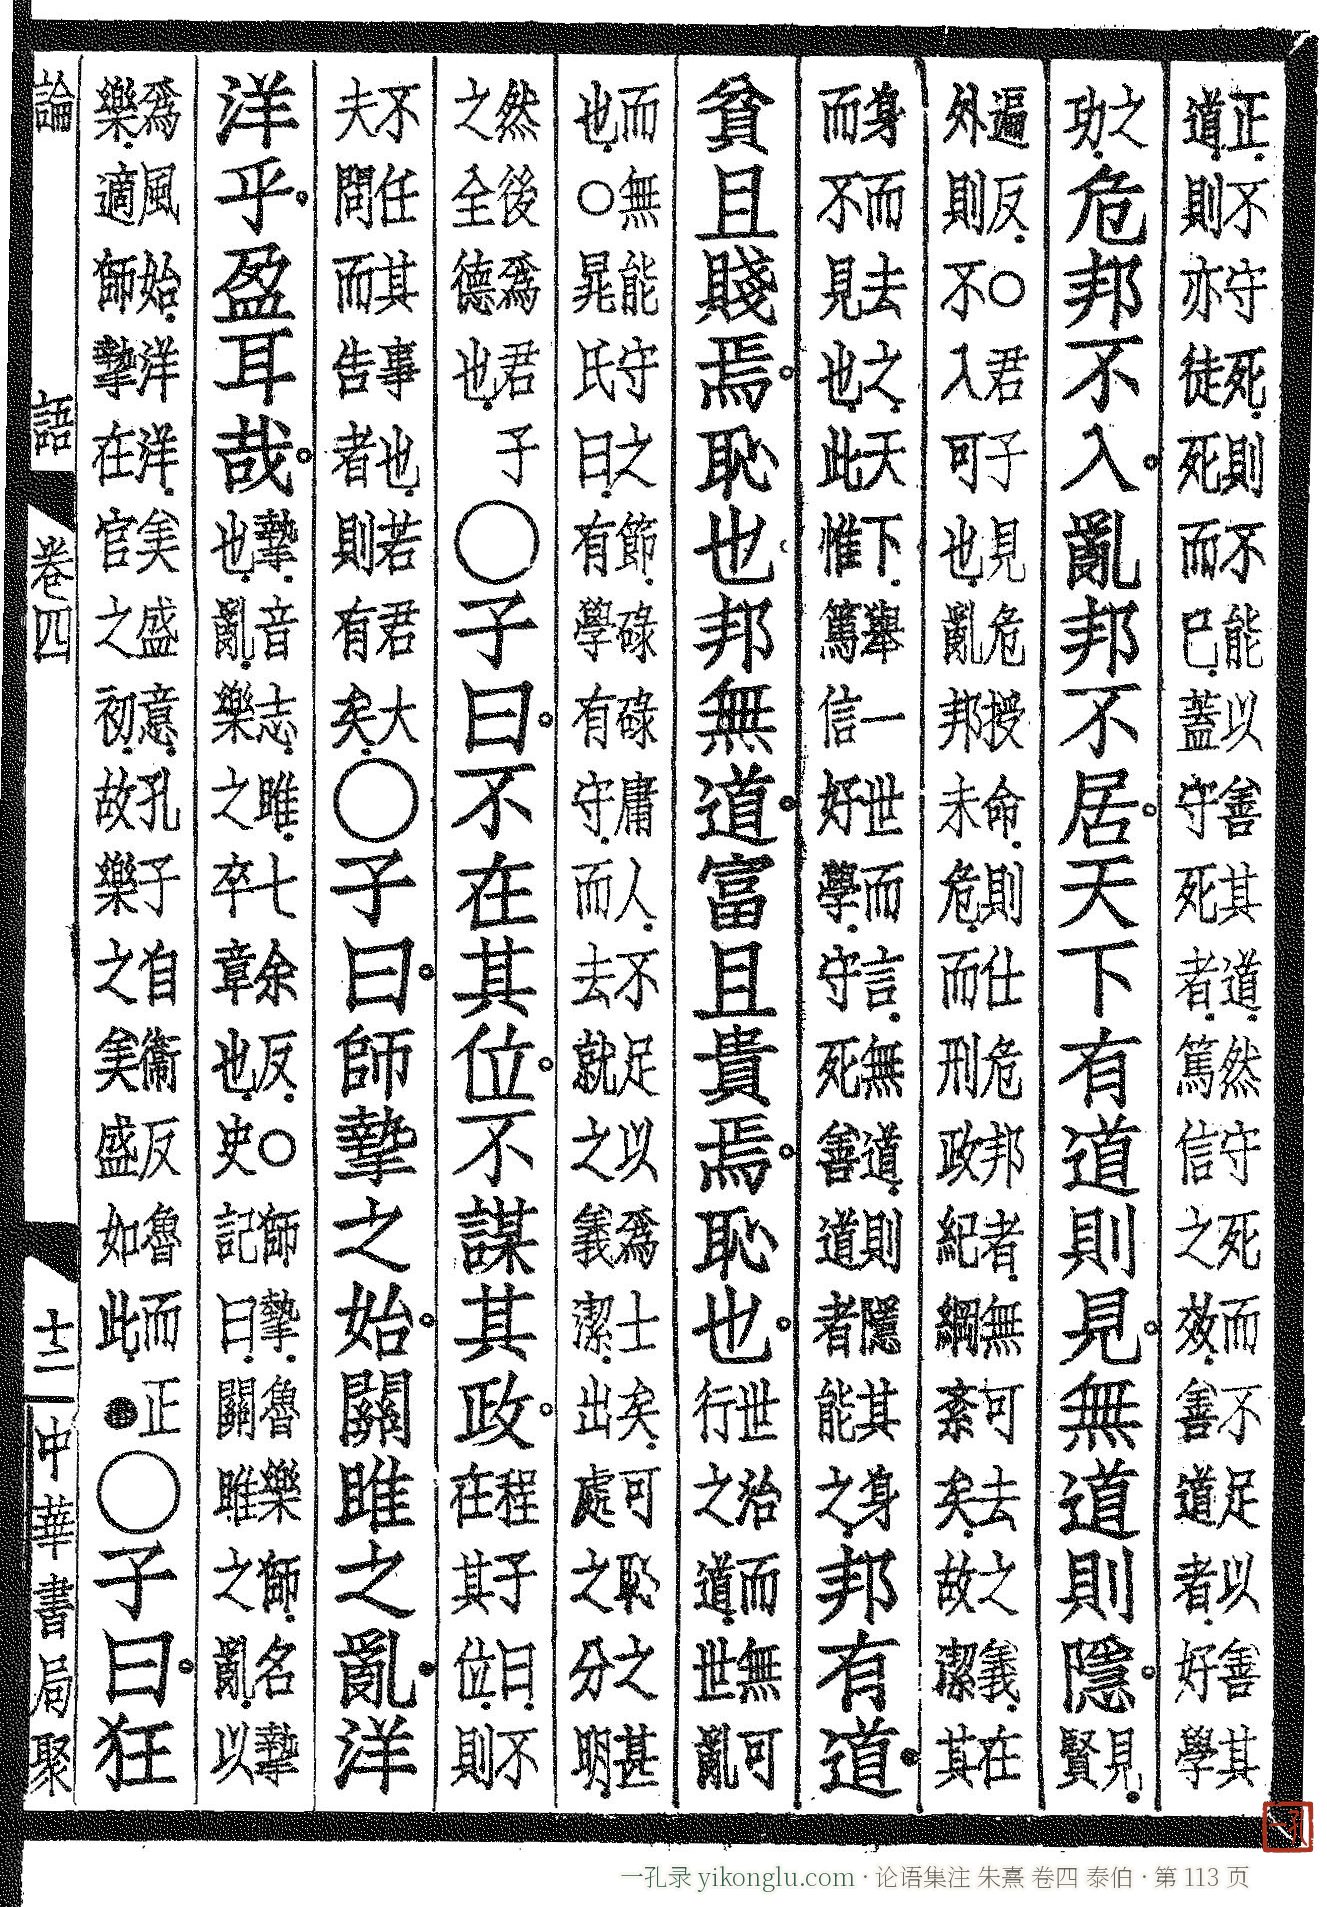 正不守死則不能以善其道然守死而不足以善其
道則亦徒死而已蓋守死者篤信之效善道者好學
之
功
危邦不入亂邦不居天下有道則見無道則隱
見
賢
遍反○君子見危授命則仕危邦者無可去之義在
外則不入可也亂邦未危而刑政紀綱紊矣故潔其
身而去之天下舉一世而言無道則隱其身
而不見也此惟篤信好學守死善道者能之
邦有道
貧且賤焉恥也邦無道富且貴焉恥也
世治而無可
行之道世亂
而無能守之節碌碌庸人不足以爲士矣可恥之甚
也○晁氏曰有學有守而去就之義潔出處之分明
然後爲君子
之全德也
○子曰不在其位不謀其政
程子曰不
在其位則
不任其事也若君大
夫問而告者則有矣
○子曰師摯之始關雎之亂洋
洋乎盈耳哉
摯音志雎七余反○師摯魯樂師名摯
也亂樂之卒章也史記曰關雎之亂以
爲風始洋洋美盛意孔子自衞反魯而正
樂適師摯在官之初故樂之美盛如此
○子曰狂
論語 卷四 十二 中華書局聚
一孔录 yikonglu.com · 论语集注 朱熹 卷四 泰伯 · 第 113 页